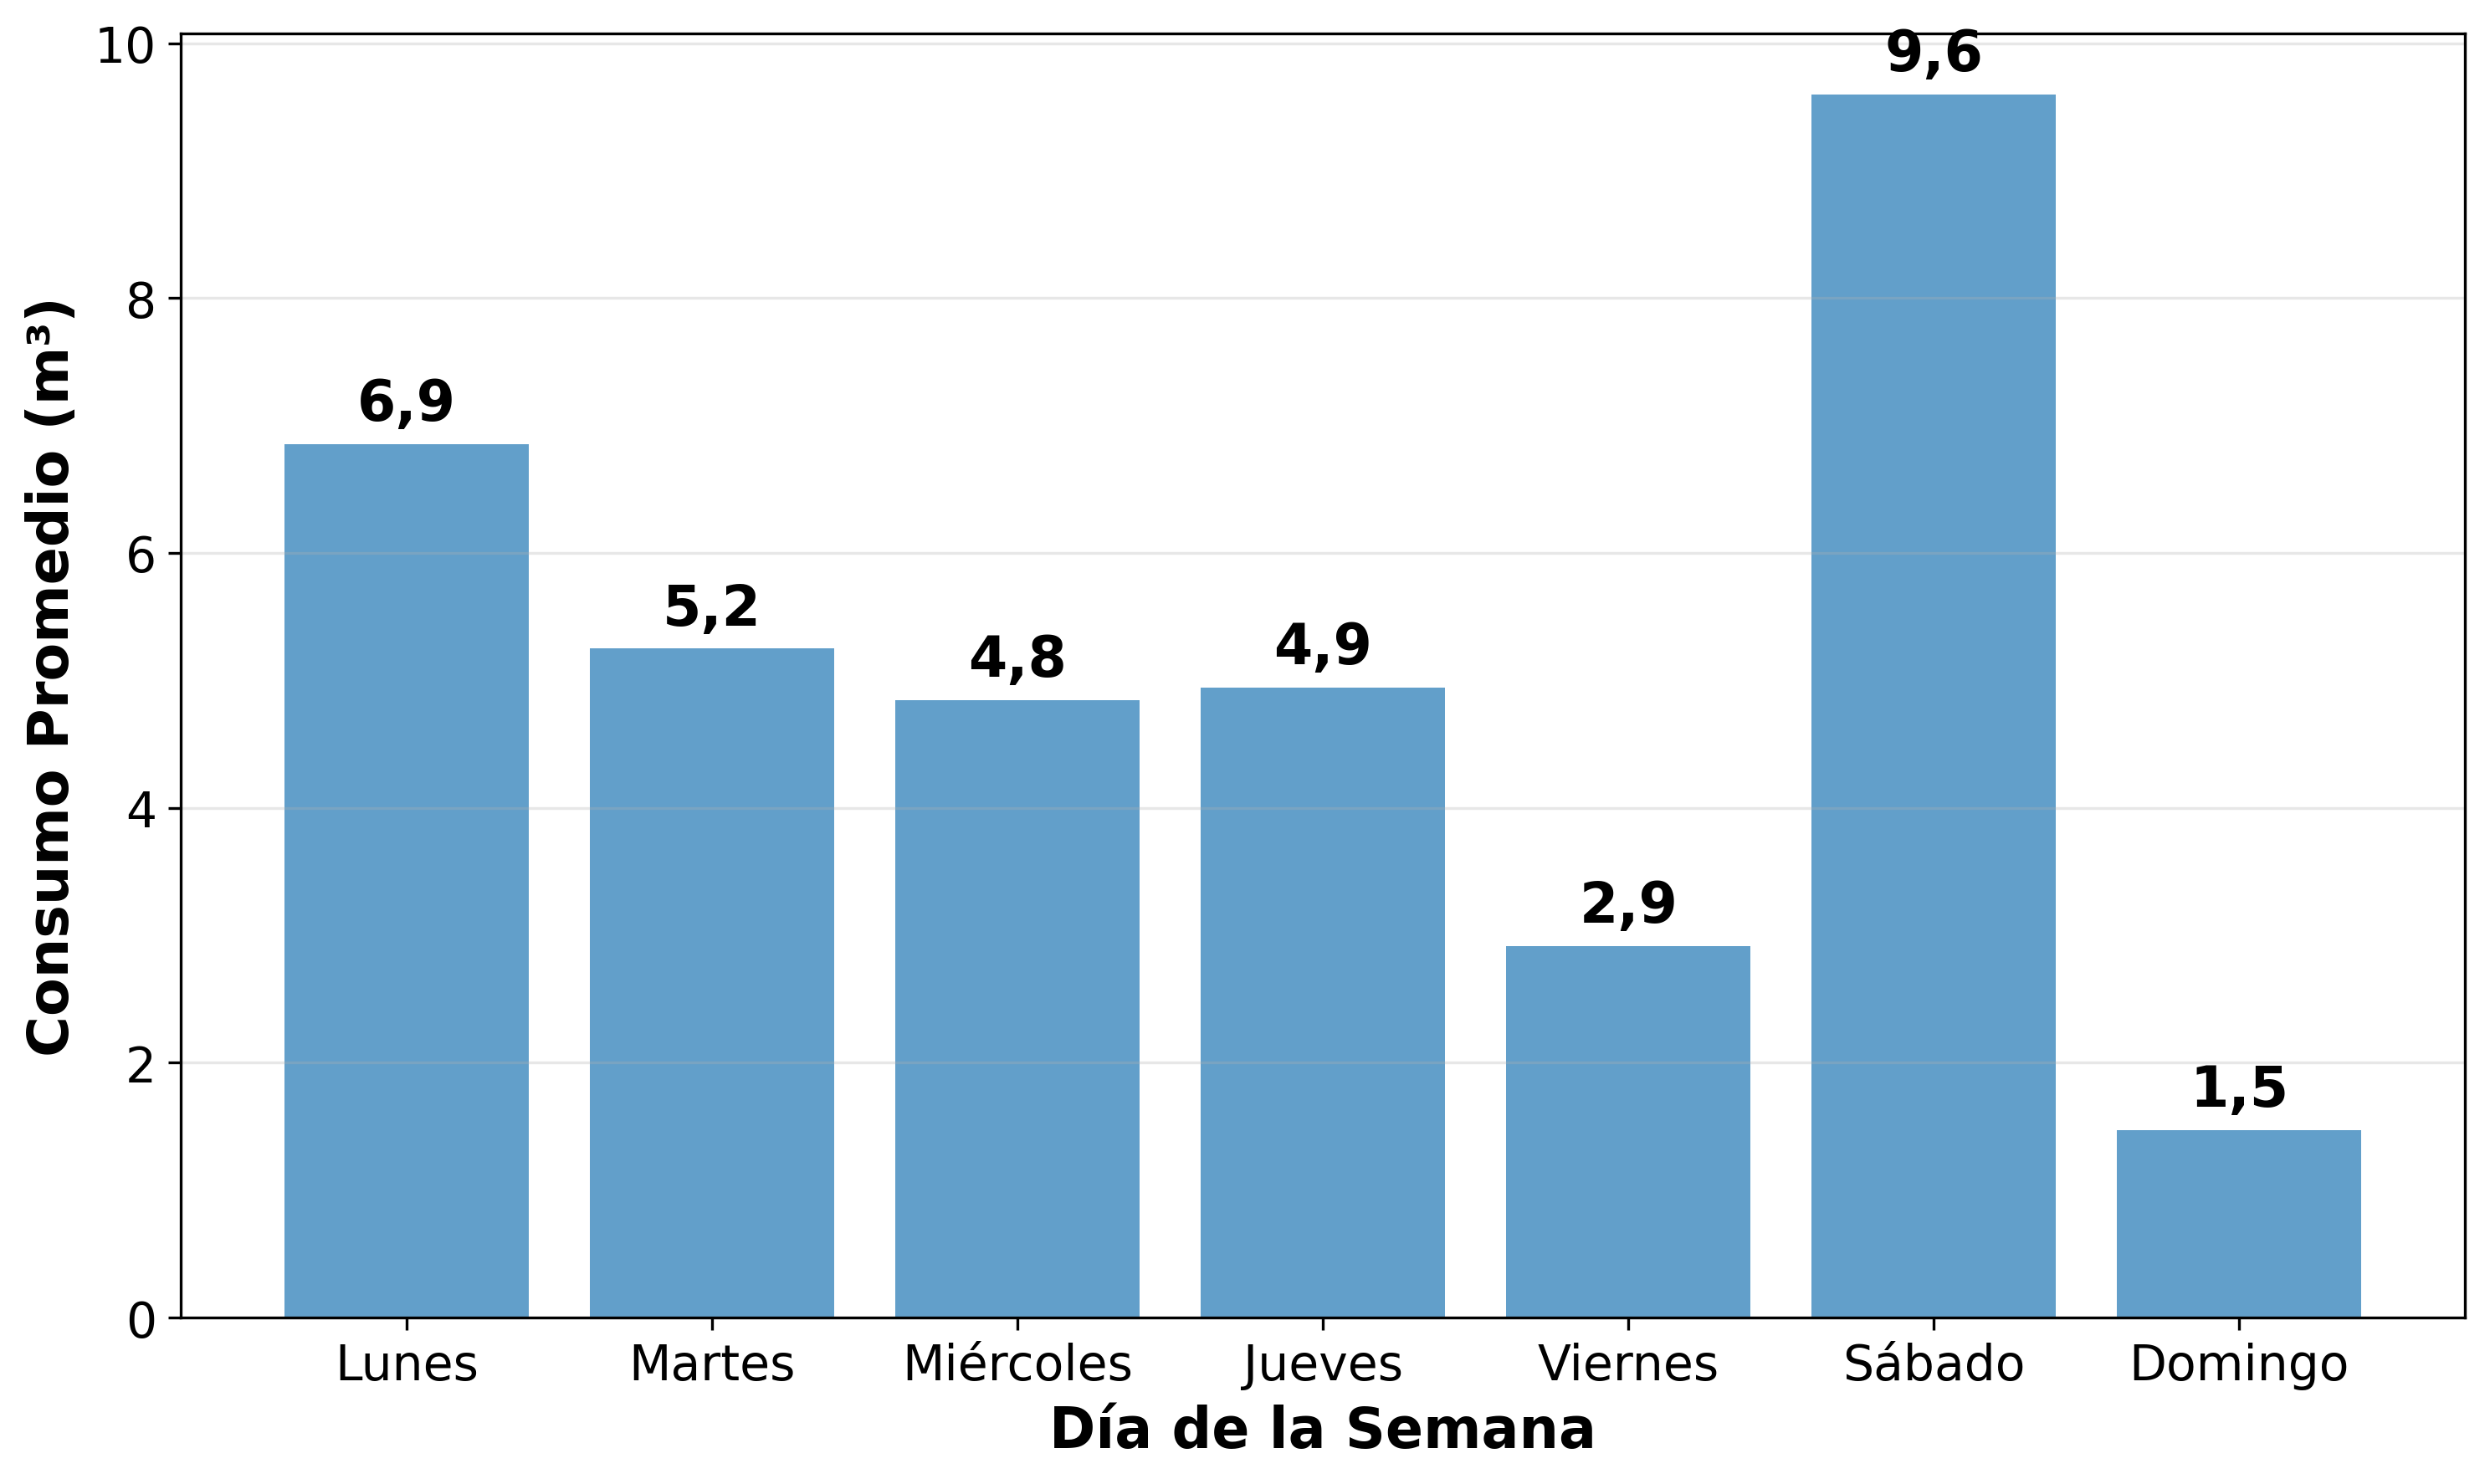 Consumo Promedio (m³)
10
8
6
4
2
0
6,9
5,2
4,8
4,9
2,9
9,6
1,5
Lunes
Martes
Miércoles
Jueves
Viernes
Sábado
Domingo
Día de la Semana